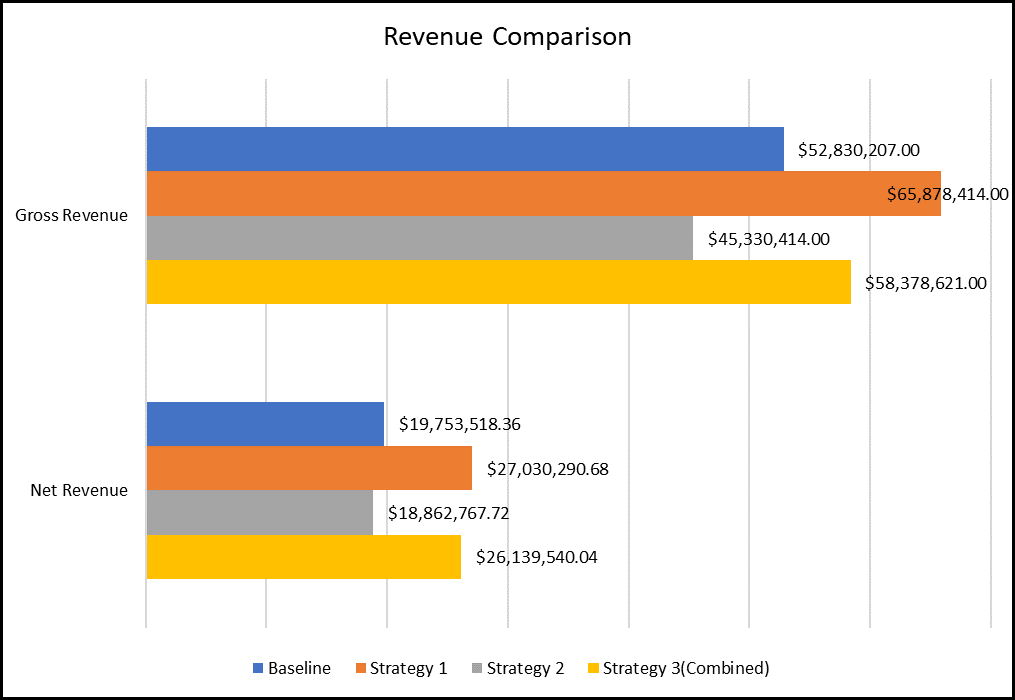 Revenue Comparison
$52,830,207.00
$65,878,414.00
Gross Revenue
$45,330,414.00
$58,378,621.00
$19,753,518.36
$27,030,290.68
Net Revenue
$18,862,767.72
$26,139,540.04
Baseline Strategy 1 Strategy 2 Strategy 3(Combined)